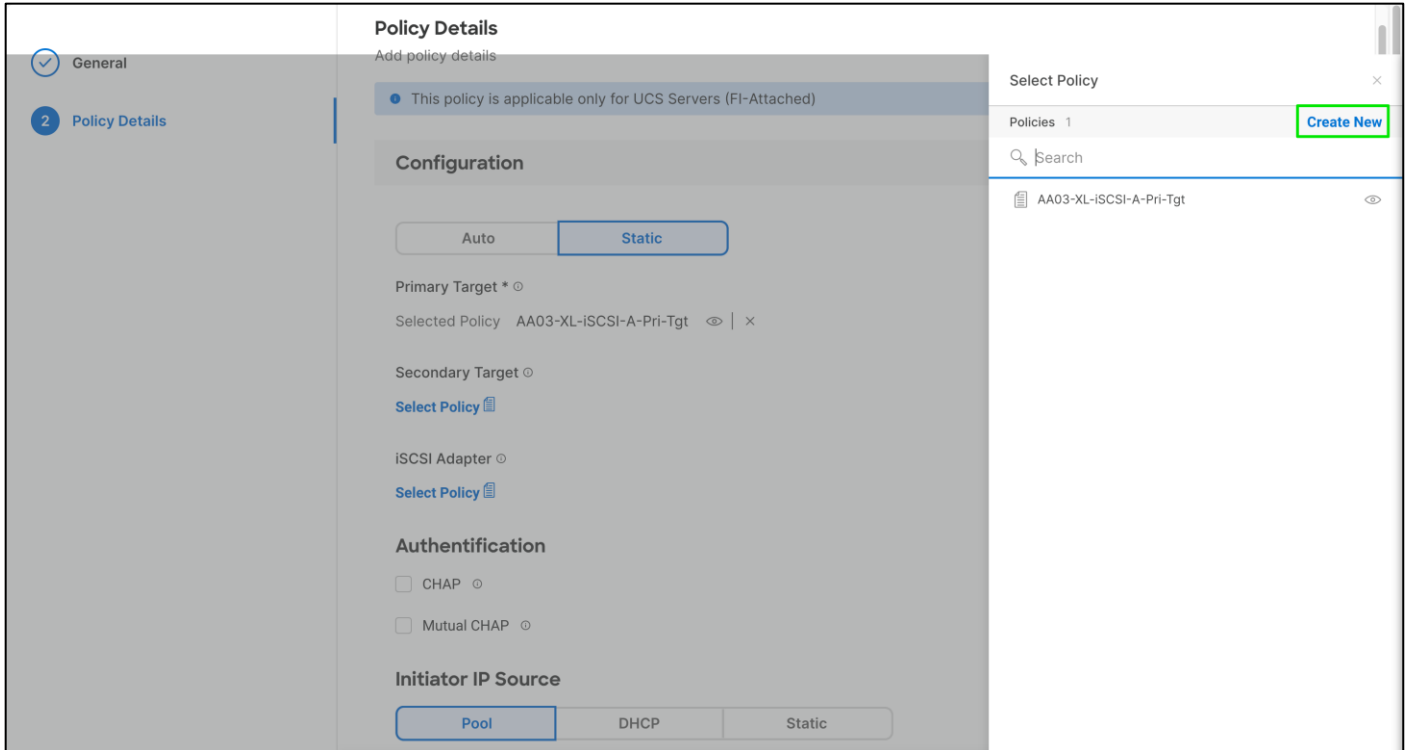 Policy Details
Add policy details
General
2 Policy Details
This policy is applicable only for UCS Servers (FI-Attached)
Configuration
Auto Static
Primary Target *
Selected Policy AA03-XL-iSCSI-A-Pri-Tgt
Secondary Target
Select Policy
iSCSI Adapter
Select Policy
Authentification
CHAP
Mutual CHAP
Initiator IP Source
Pool DHCP Static
Select Policy
Policies 1 Create New
Search
AA03-XL-iSCSI-A-Pri-Tgt